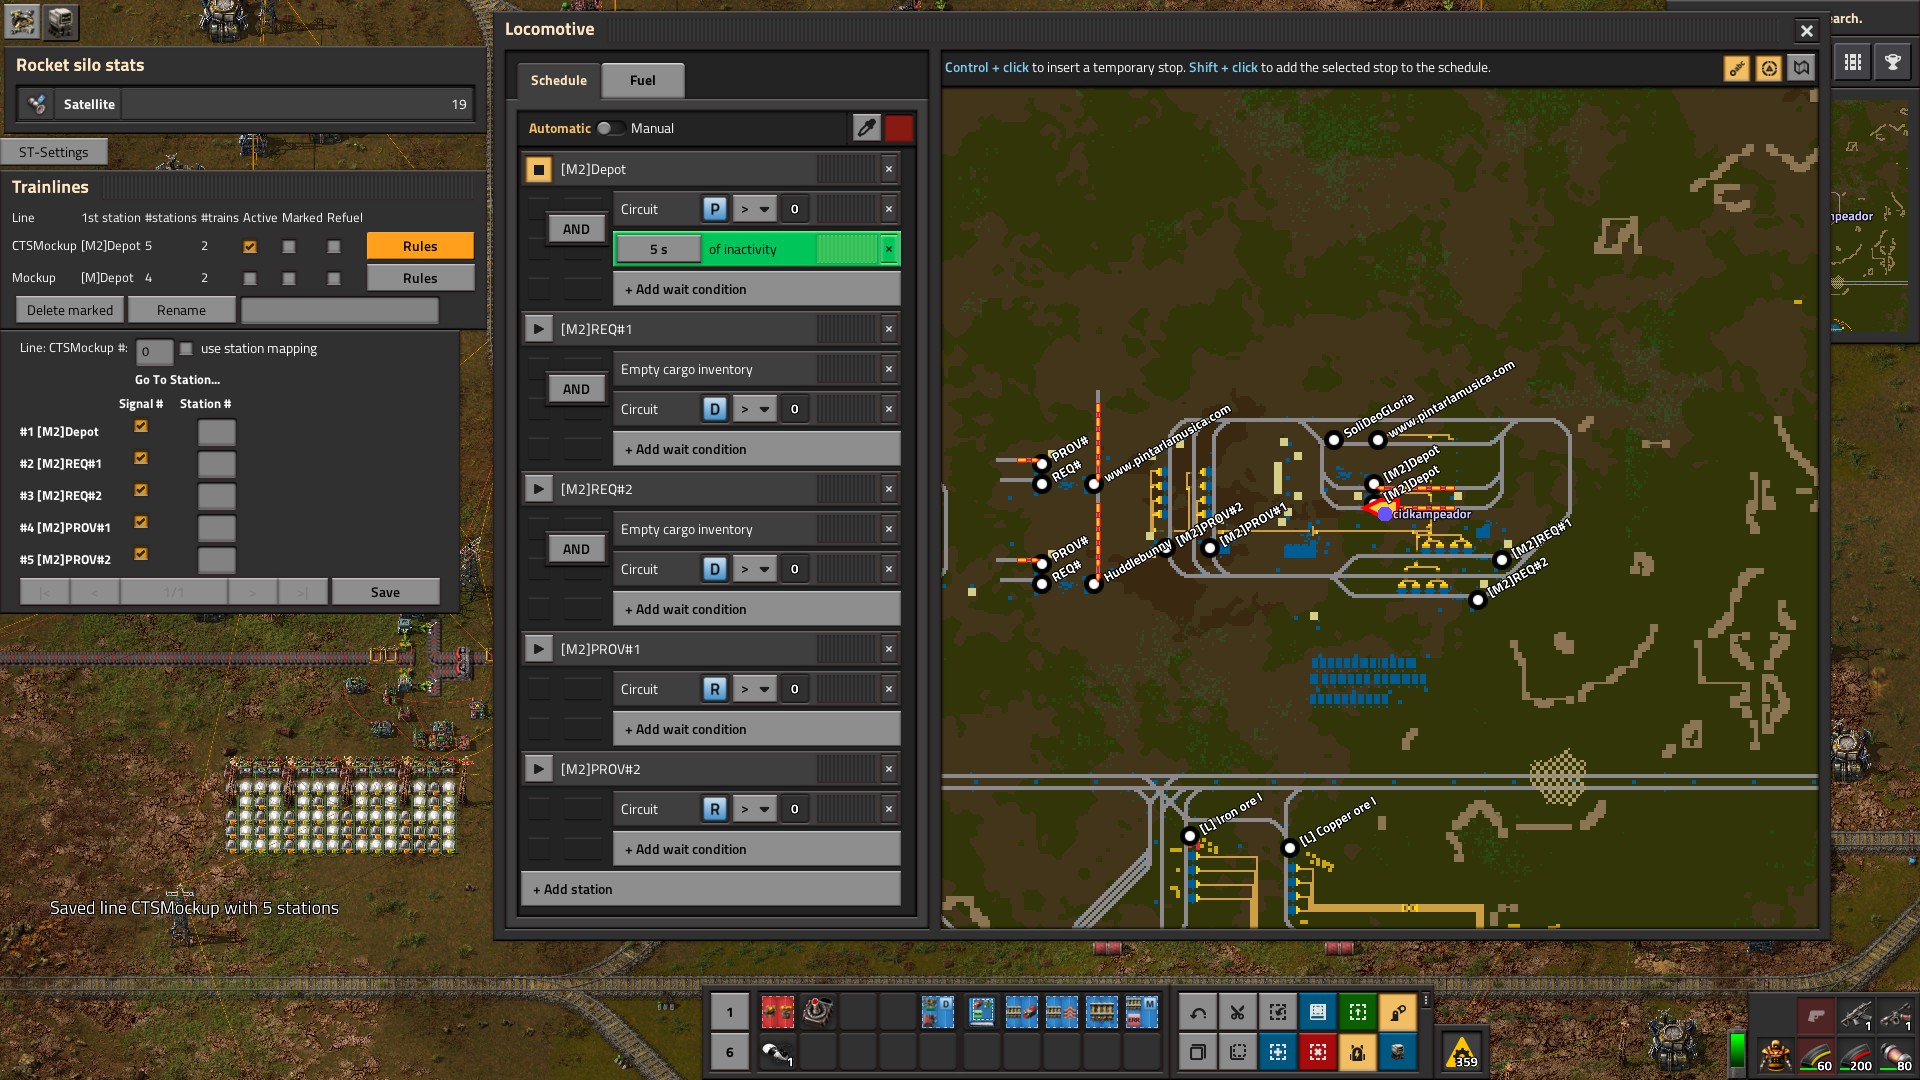 Rocket silo stats
Satellite 19
ST-Settings
Trainlines
Line 1st station #stations #trains Active Marked Refuel
CTSMockup [M2]Depot 5 2 Rules
Mockup [M]Depot 4 2 Rules
Delete marked Rename
Line: CTSMockup #: 0 use station mapping
Go To Station...
Signal # Station #
#1 [M2]Depot
#2 [M2]REQ#1
#3 [M2]REQ#2
#4 [M2]PROV#1
#5 [M2]PROV#2
|< < 1/1 > >| Save
Saved line CTSMockup with 5 stations
Locomotive
Schedule Fuel
Automatic Manual
[M2]Depot
AND
Circuit P > 0
5 s of inactivity
+ Add wait condition
[M2]REQ#1
AND
Empty cargo inventory
Circuit D > 0
+ Add wait condition
[M2]REQ#2
AND
Empty cargo inventory
Circuit D > 0
+ Add wait condition
[M2]PROV#1
Circuit R > 0
+ Add wait condition
[M2]PROV#2
Circuit R > 0
+ Add wait condition
+ Add station
Control + click to insert a temporary stop. Shift + click to add the selected stop to the schedule.
SoliDeoGLoria
www.pintarlamusica.com
www.pintarlamusica.com
PROV#
REQ#
[M2]Depot
[M2]Depot
cidkampeador
[M2]PROV#2
[M2]PROV#1
PROV#
REQ#
Huddlebunny
[M2]REQ#1
[M2]REQ#2
[L] Iron ore I
[L] Copper ore I
earch.
mpeador
1
6
D
M
1
359
1
1
60
200
80